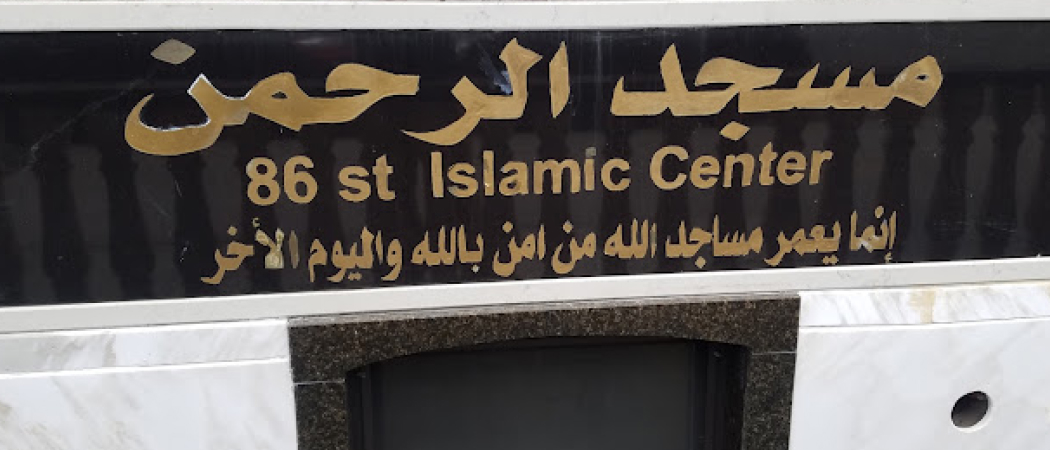 مسجد الرحمن
86 st Islamic Center
إنما يعمر مساجد الله من امن بالله واليوم الأخر